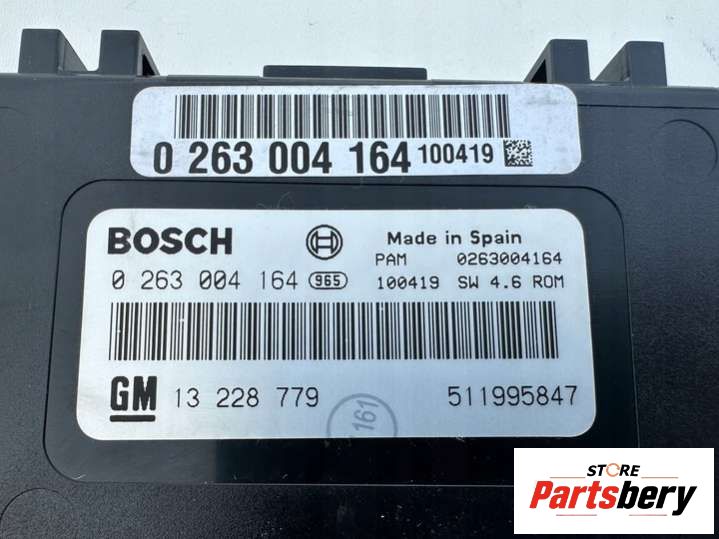 0 263 004 164 100419
BOSCH Made in Spain
PAM 0263004164
0 263 004 164 965 100419 SW 4.6 ROM
GM 13 228 779 161 511995847
STORE
Partsbery